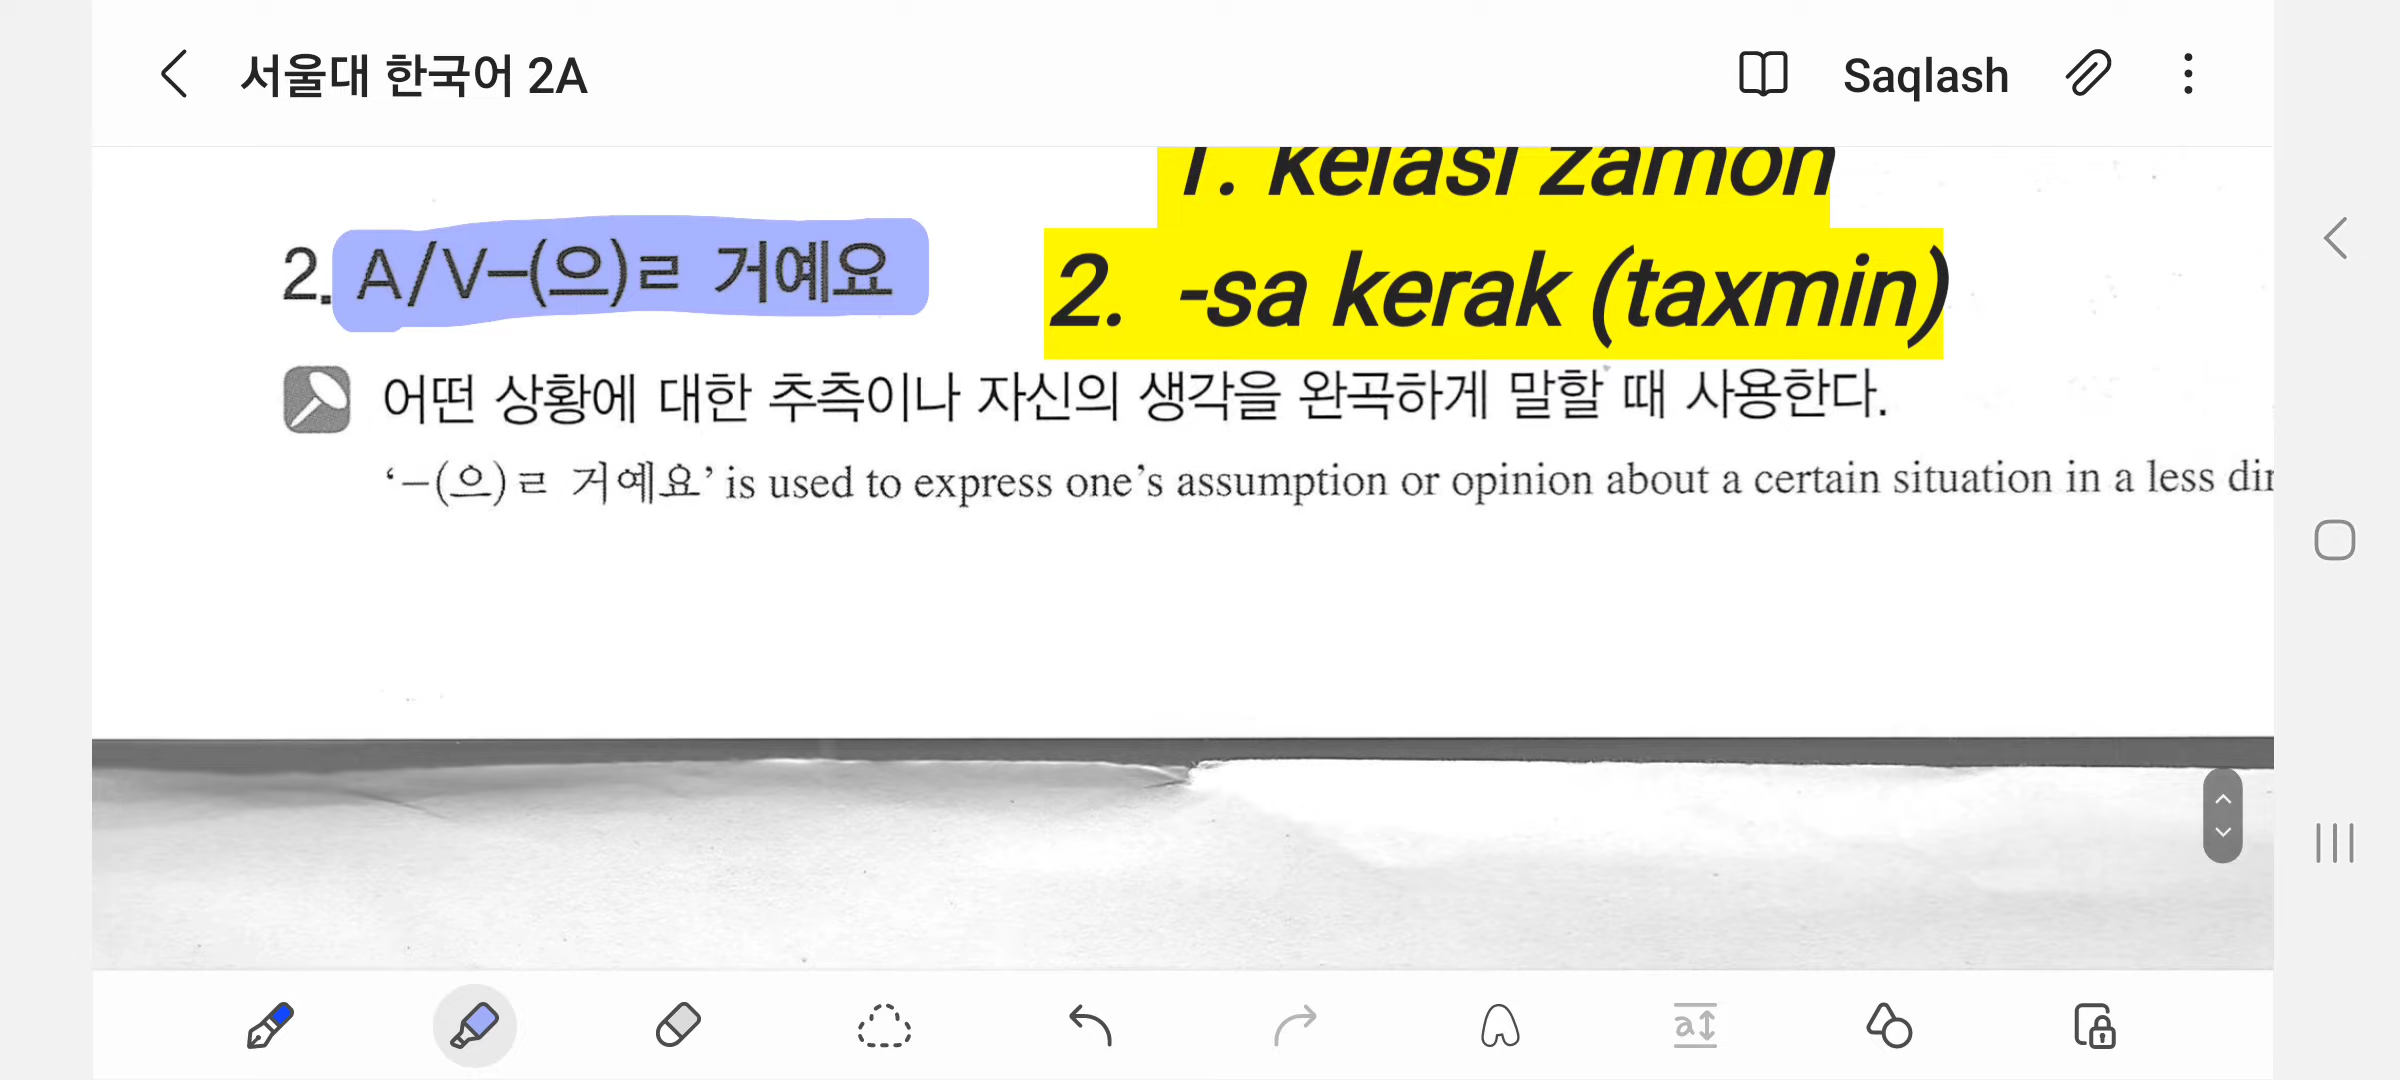 서울대 한국어 2A
Saqlash
1. kelasi zamon
2. A/V-(으)ㄹ 거예요
2. -sa kerak (taxmin)
어떤 상황에 대한 추측이나 자신의 생각을 완곡하게 말할 때 사용한다.
‘-(으)ㄹ 거예요’ is used to express one’s assumption or opinion about a certain situation in a less dir
a